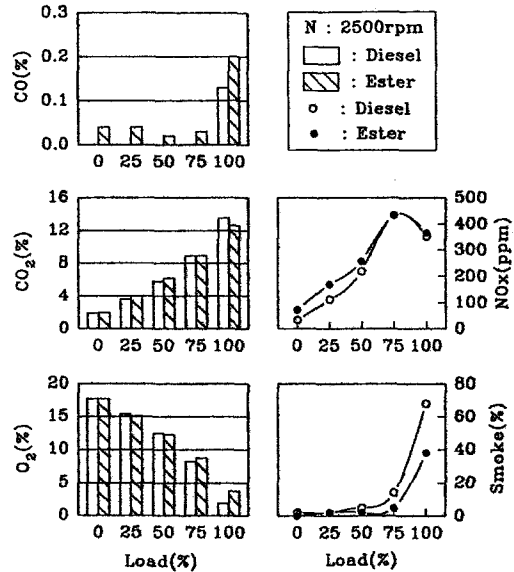 N : 2500rpm
: Diesel
: Ester
: Diesel
: Ester
CO(%)
0.3
0.2
0.1
0.0
0 25 50 75 100
CO2(%)
16
12
8
4
0
0 25 50 75 100
500
400
300
200
100
0
NOx(ppm)
0 25 50 75 100
O2(%)
20
15
10
5
0
0 25 50 75 100
Load(%)
80
60
40
20
0
Smoke(%)
0 25 50 75 100
Load(%)